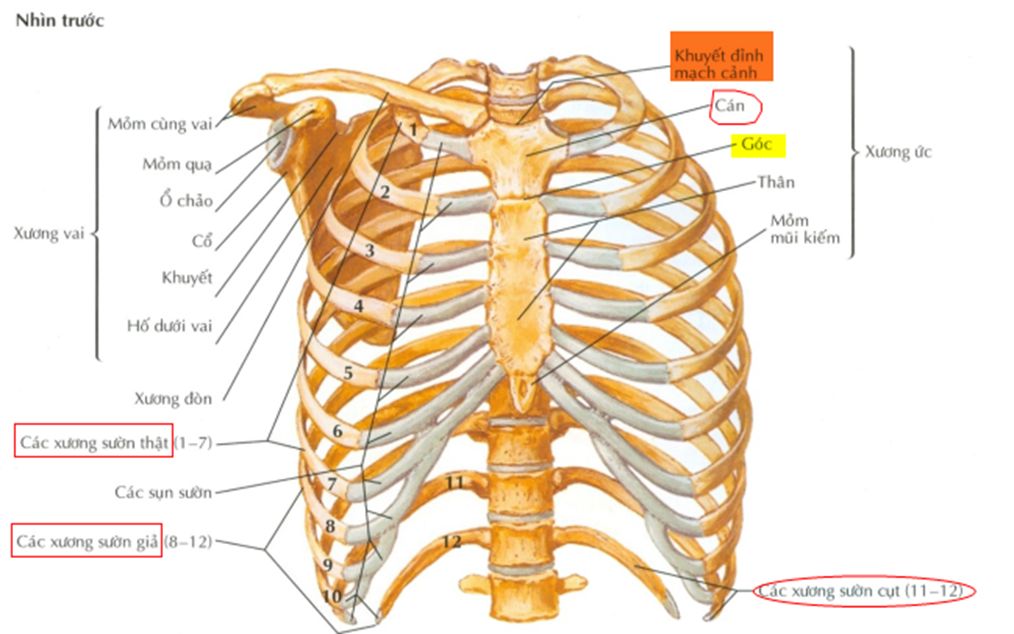 Nhìn trước
Khuyết đỉnh
mạch cảnh
Cán
Góc
Thân
Mỏm
mũi kiếm
Xương ức
Mỏm cùng vai
Mỏm quạ
Ổ chảo
Cổ
Khuyết
Hố dưới vai
Xương vai
Xương đòn
Các xương sườn thật (1–7)
Các sụn sườn
Các xương sườn giả (8–12)
Các xương sườn cụt (11–12)
1
2
3
4
5
6
7
8
9
10
11
12